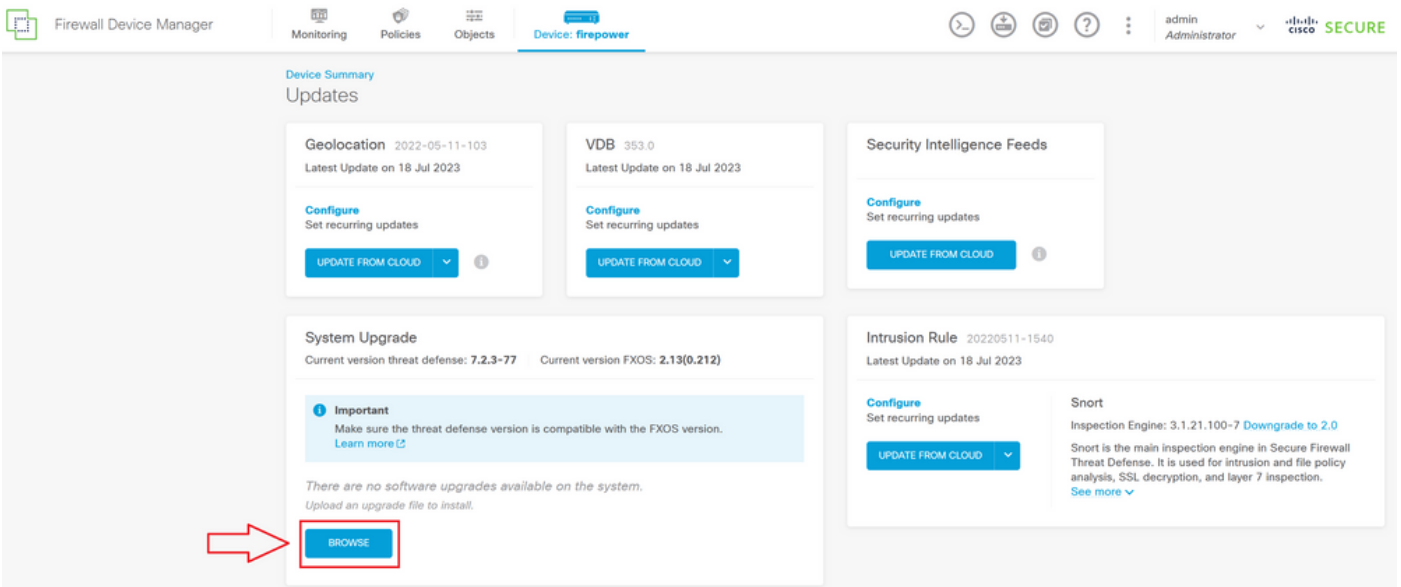 Firewall Device Manager
Monitoring
Policies
Objects
Device: firepower
>_
?
admin
Administrator
cisco SECURE
Device Summary
Updates
Geolocation 2022-05-11-103
Latest Update on 18 Jul 2023
Configure
Set recurring updates
UPDATE FROM CLOUD
i
VDB 353.0
Latest Update on 18 Jul 2023
Configure
Set recurring updates
UPDATE FROM CLOUD
Security Intelligence Feeds
Configure
Set recurring updates
UPDATE FROM CLOUD
i
System Upgrade
Current version threat defense: 7.2.3-77 Current version FXOS: 2.13(0.212)
i Important
Make sure the threat defense version is compatible with the FXOS version.
Learn more
There are no software upgrades available on the system.
Upload an upgrade file to install.
BROWSE
Intrusion Rule 20220511-1540
Latest Update on 18 Jul 2023
Configure
Set recurring updates
UPDATE FROM CLOUD
Snort
Inspection Engine: 3.1.21.100-7 Downgrade to 2.0
Snort is the main inspection engine in Secure Firewall
Threat Defense. It is used for intrusion and file policy
analysis, SSL decryption, and layer 7 inspection.
See more